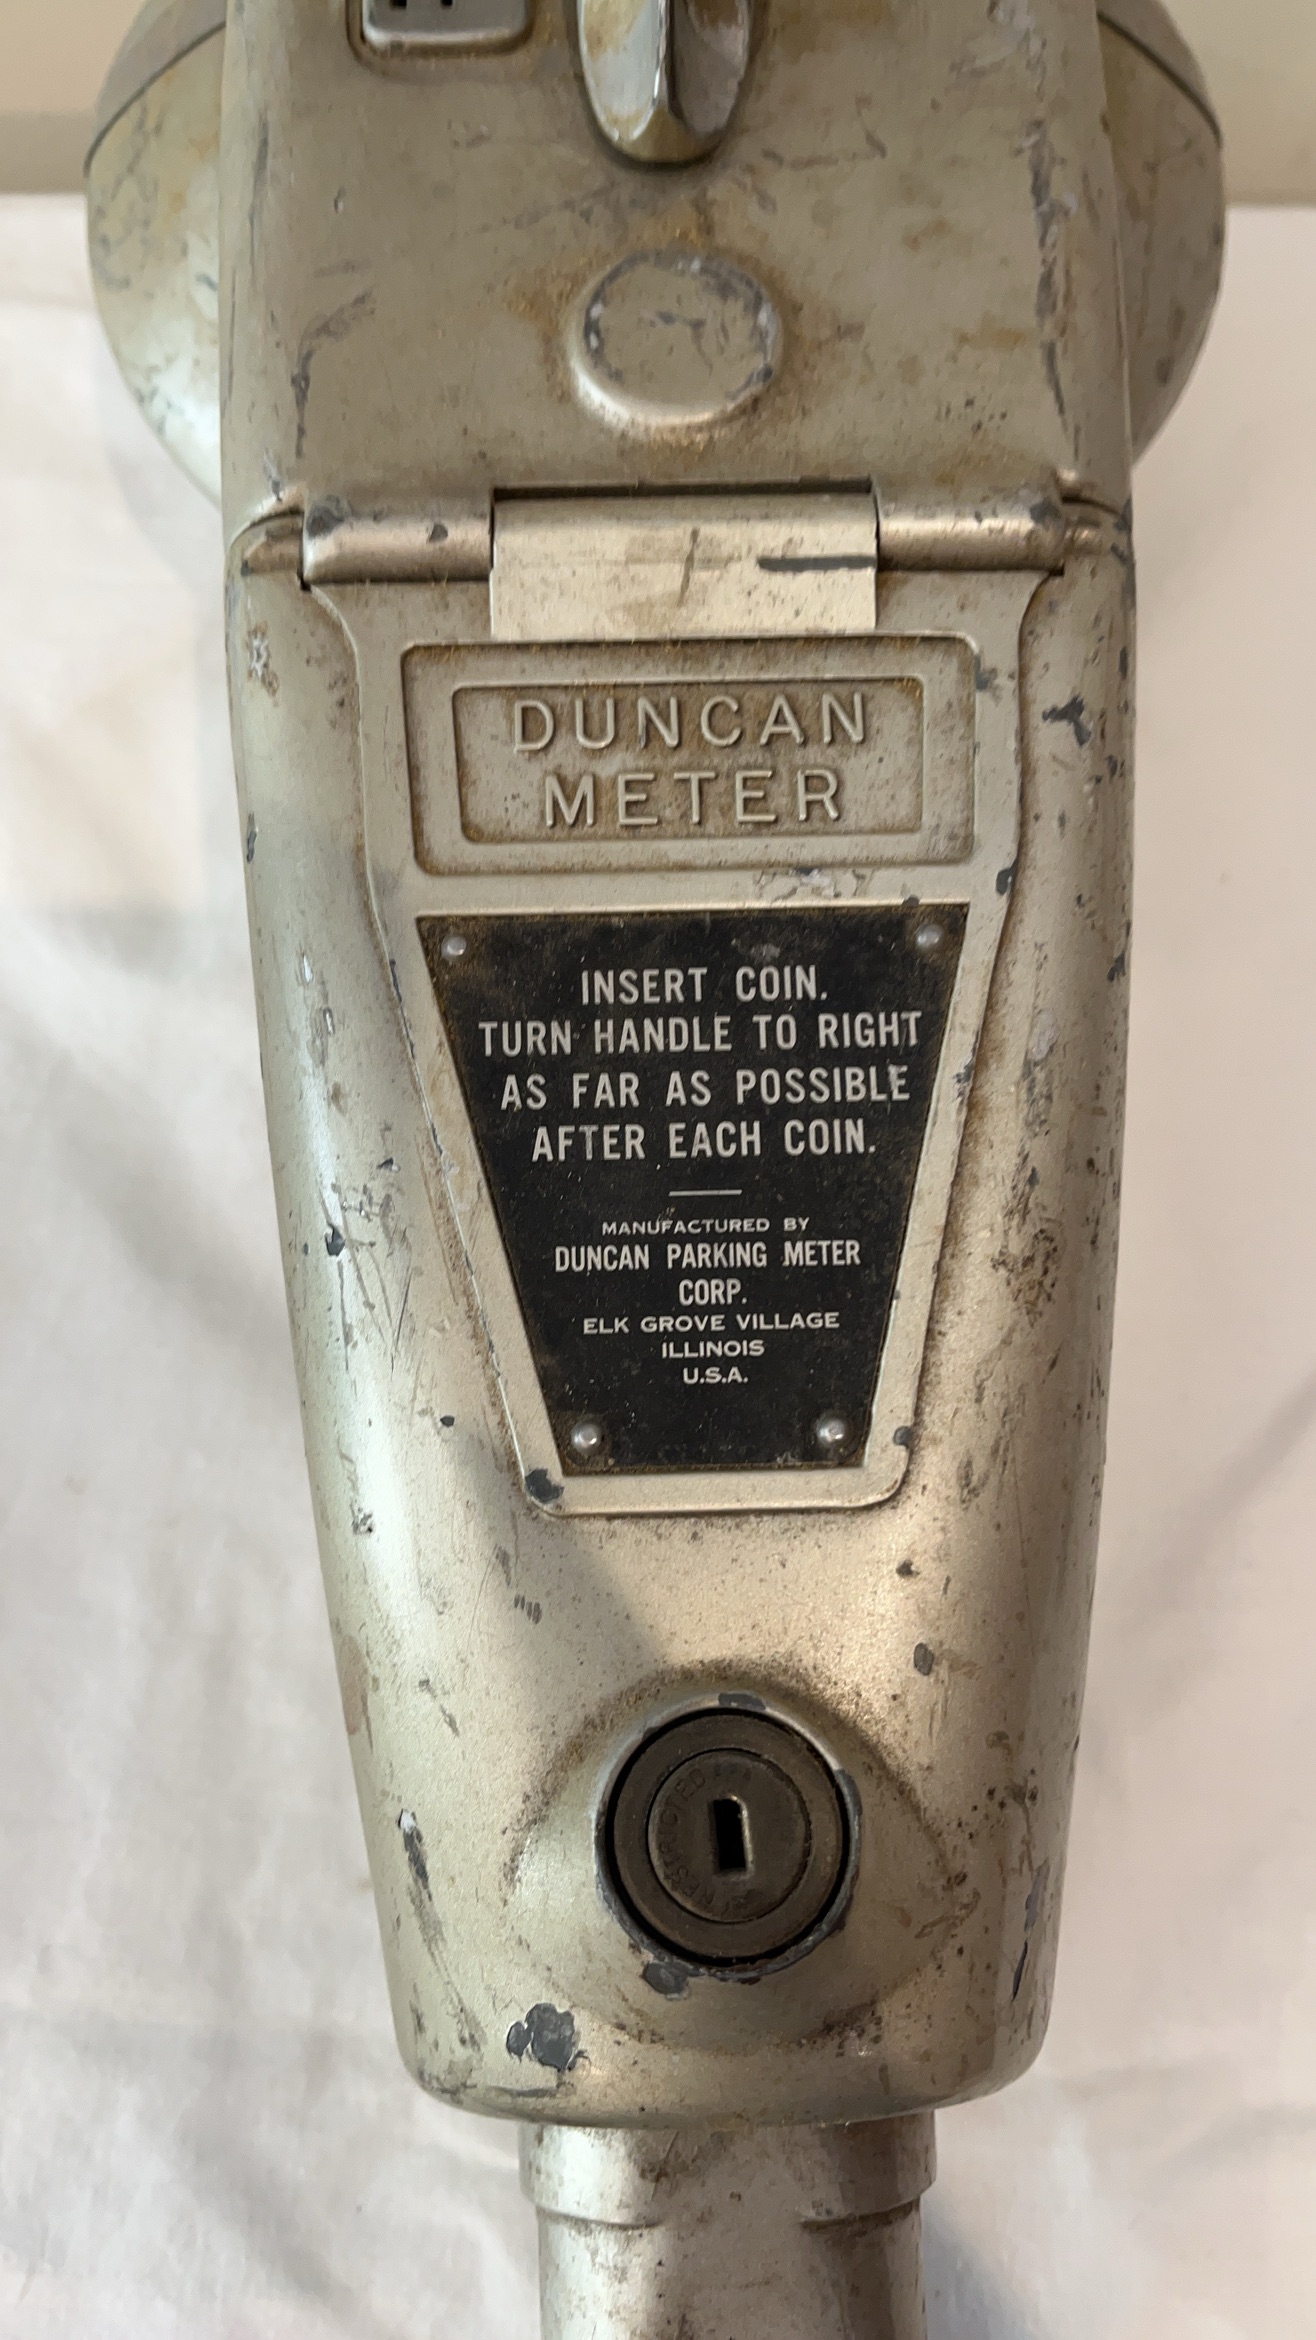 DUNCAN
METER
INSERT COIN.
TURN HANDLE TO RIGHT
AS FAR AS POSSIBLE
AFTER EACH COIN.
MANUFACTURED BY
DUNCAN PARKING METER
CORP.
ELK GROVE VILLAGE
ILLINOIS
U.S.A.
RESTRICTED